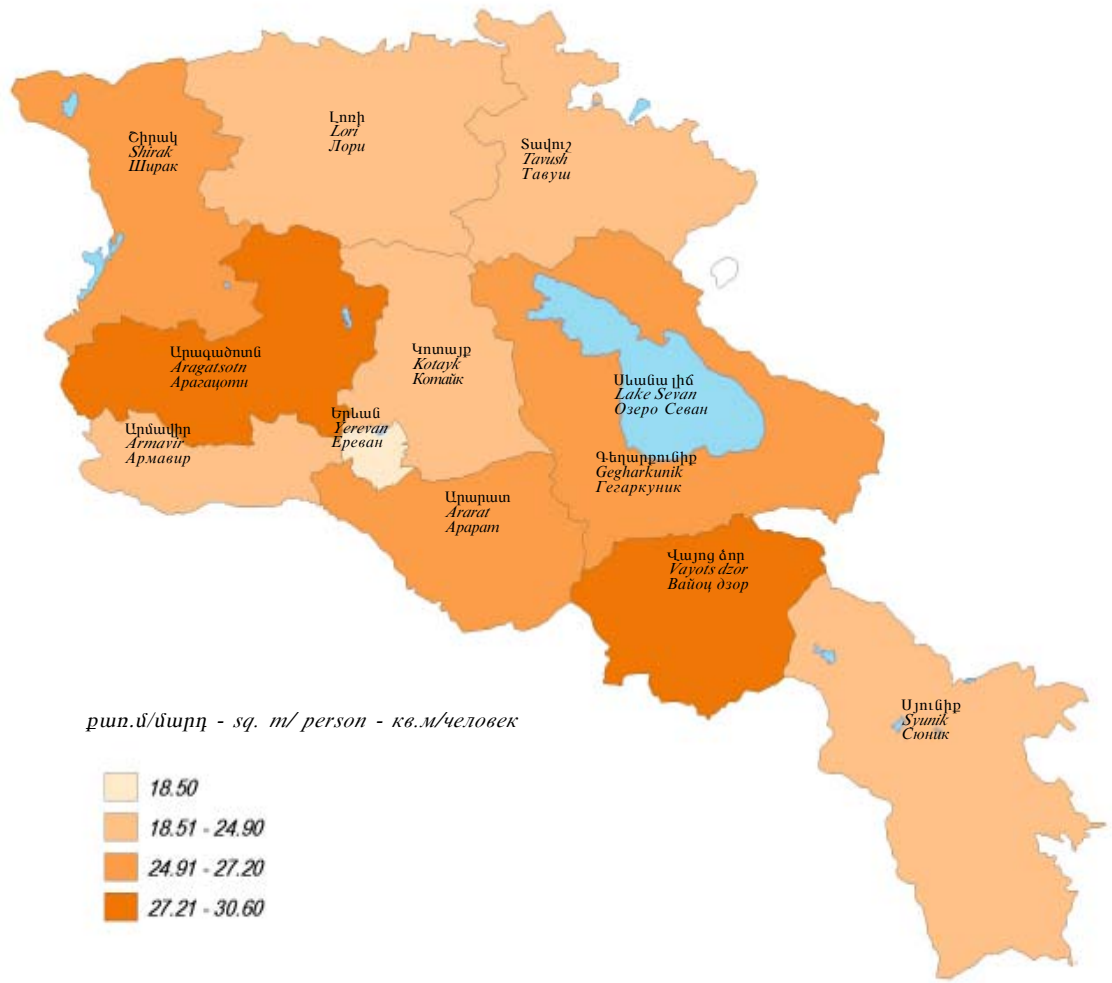 Լոռի
Lori
Лори
Շիրակ
Shirak
Ширак
Տավուշ
Tavush
Тавуш
Արագածոտն
Aragatsotn
Арагацотн
Կոտայք
Kotayk
Котайк
Սևանա լիճ
Lake Sevan
Озеро Севан
Երևան
Yerevan
Ереван
Արմավիր
Armavir
Армавир
Գեղարքունիք
Gegharkunik
Гегаркуник
Արարատ
Ararat
Арарат
Վայոց ձոր
Vayots dzor
Вайоц дзор
Սյունիք
Syunik
Сюник
քառ.մ/մարդ - sq. m/ person - кв.м/человек
18.50
18.51 - 24.90
24.91 - 27.20
27.21 - 30.60